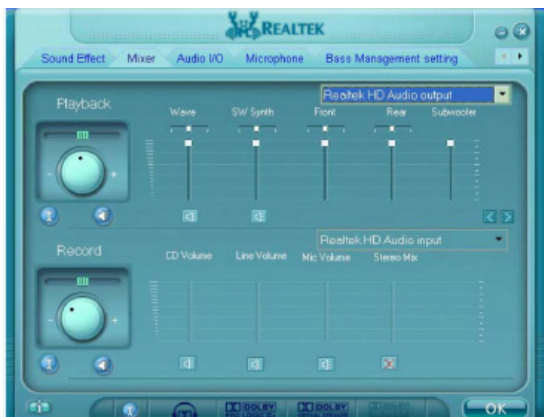 REALTEK
Sound Effect Mixer Audio I/O Microphone Bass Management setting
Realtek HD Audio output
Playback
Wave SW Synth Front Rear Subwoofer
- +
Realtek HD Audio input
Record
CD Volume Line Volume Mic Volume Stereo Mix
- +
DOLBY DOLBY
OK